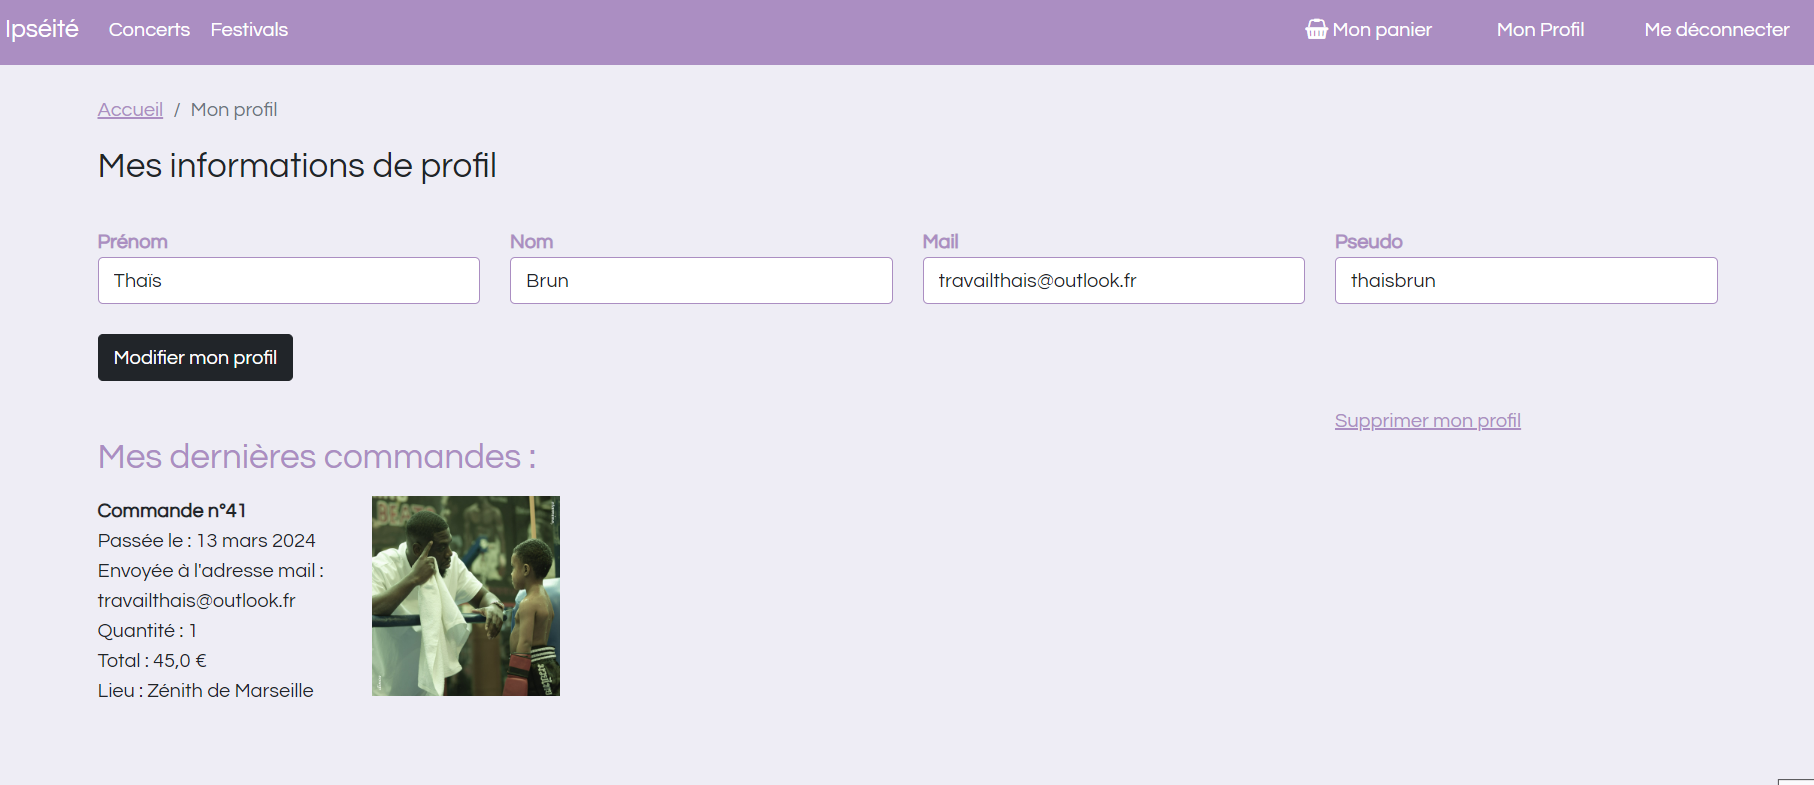 Ipséité Concerts Festivals Mon panier Mon Profil Me déconnecter
Accueil / Mon profil
Mes informations de profil
Prénom Nom Mail Pseudo
Thaïs Brun travailthais@outlook.fr thaisbrun
Modifier mon profil
Supprimer mon profil
Mes dernières commandes :
Commande n°41
Passée le : 13 mars 2024
Envoyée à l'adresse mail :
travailthais@outlook.fr
Quantité : 1
Total : 45,0 €
Lieu : Zénith de Marseille